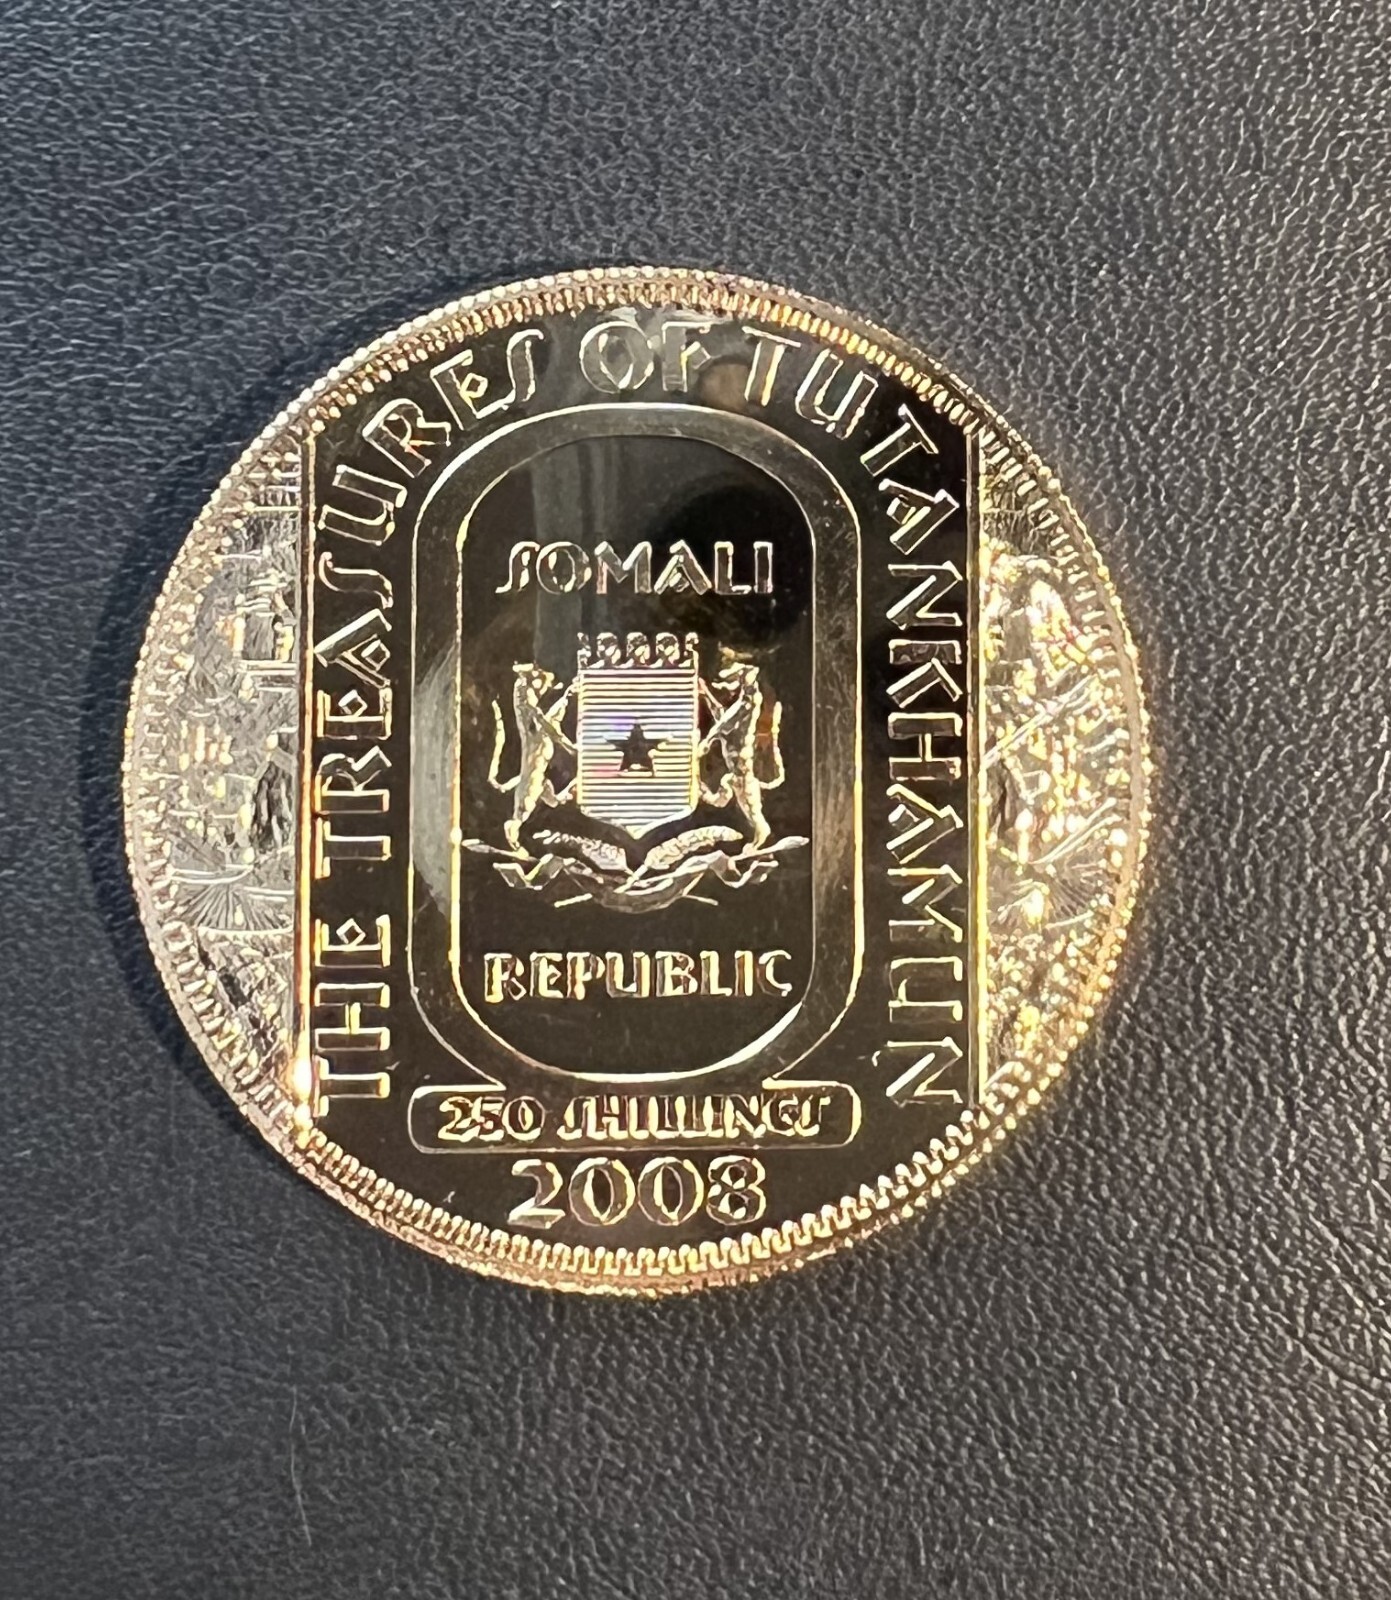 THE TREASURES OF TUTANKHAMUN
SOMALI
REPUBLIC
250 SHILLINGS
2008